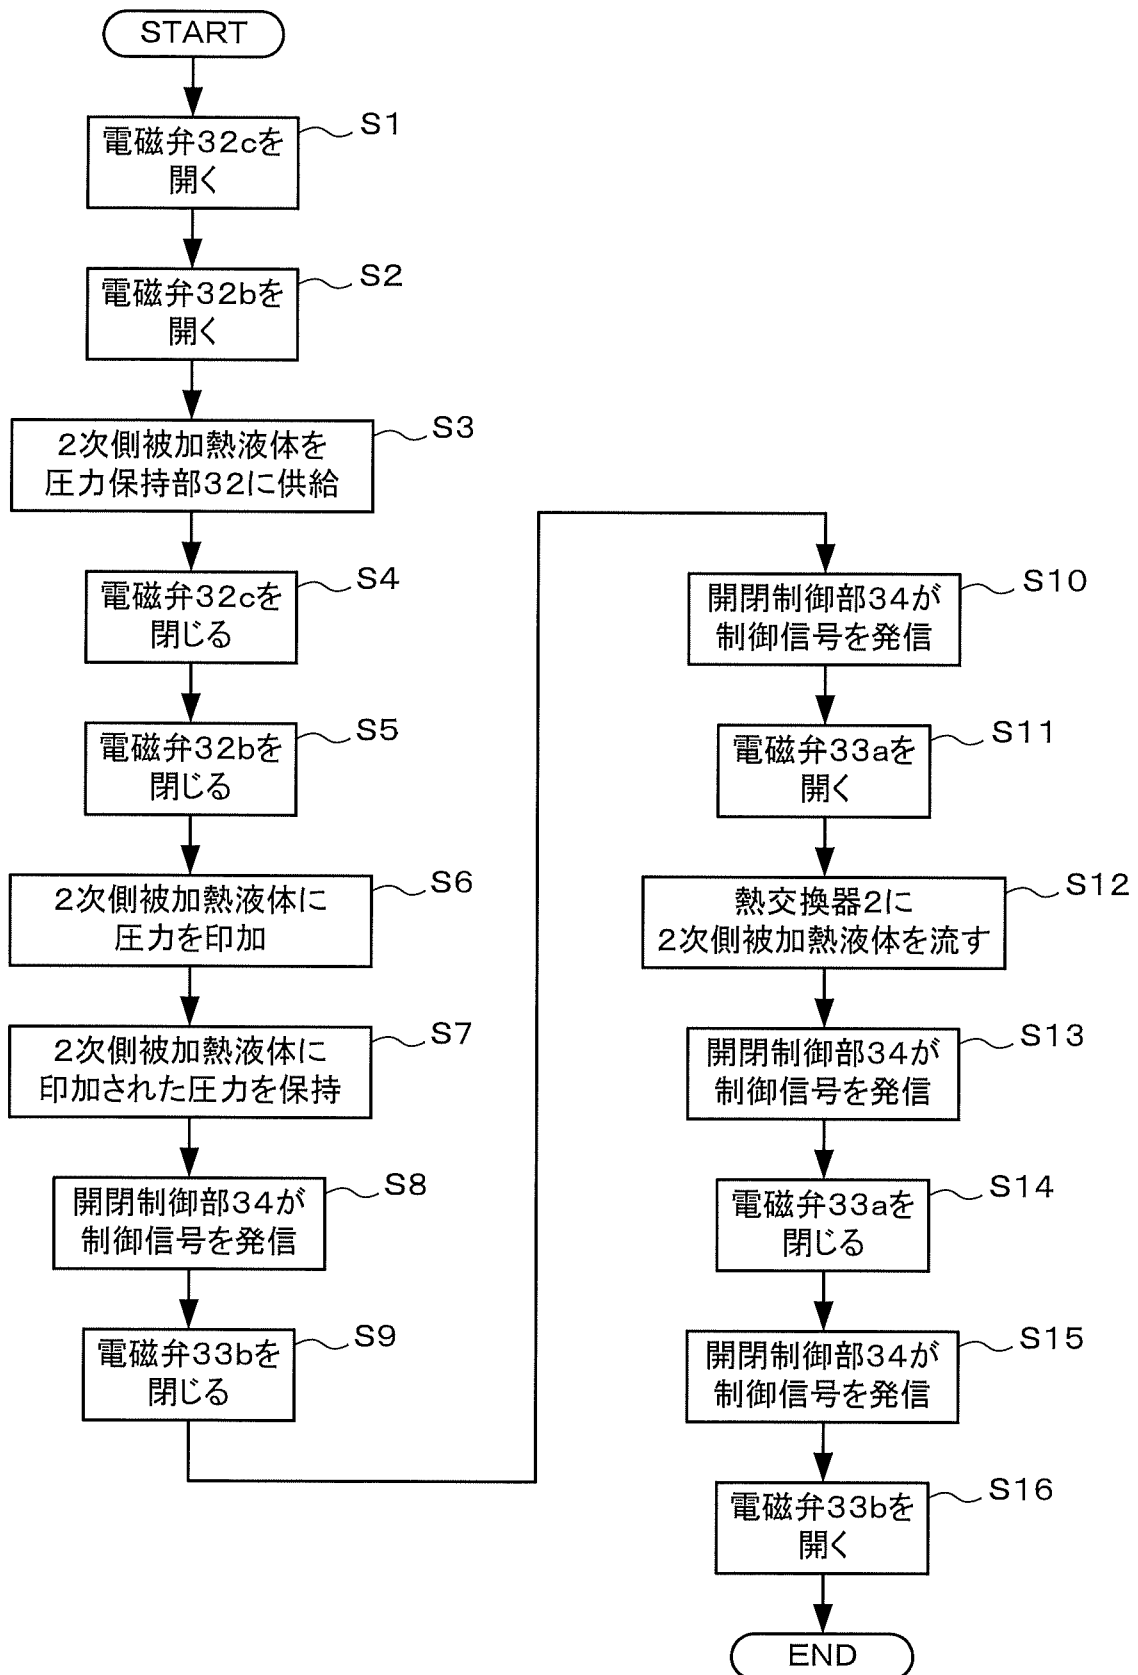 START
S1
電磁弁32cを
開く
S2
電磁弁32bを
開く
S3
2次側被加熱液体を
圧力保持部32に供給
S4
電磁弁32cを
閉じる
S5
電磁弁32bを
閉じる
S6
2次側被加熱液体に
圧力を印加
S7
2次側被加熱液体に
印加された圧力を保持
S8
開閉制御部34が
制御信号を発信
S9
電磁弁33bを
閉じる
S10
開閉制御部34が
制御信号を発信
S11
電磁弁33aを
開く
S12
熱交換器2に
2次側被加熱液体を流す
S13
開閉制御部34が
制御信号を発信
S14
電磁弁33aを
閉じる
S15
開閉制御部34が
制御信号を発信
S16
電磁弁33bを
開く
END